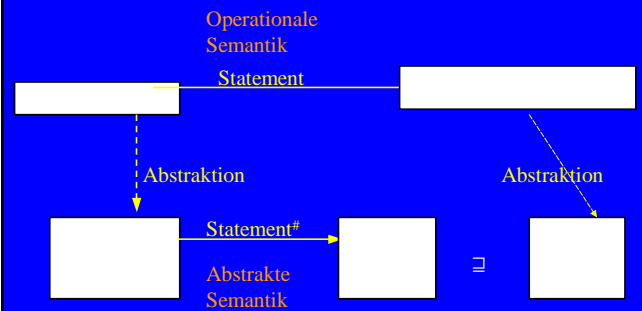 Operationale
Semantik
Statement
Abstraktion
Abstraktion
Statement#
⊒
Abstrakte
Semantik